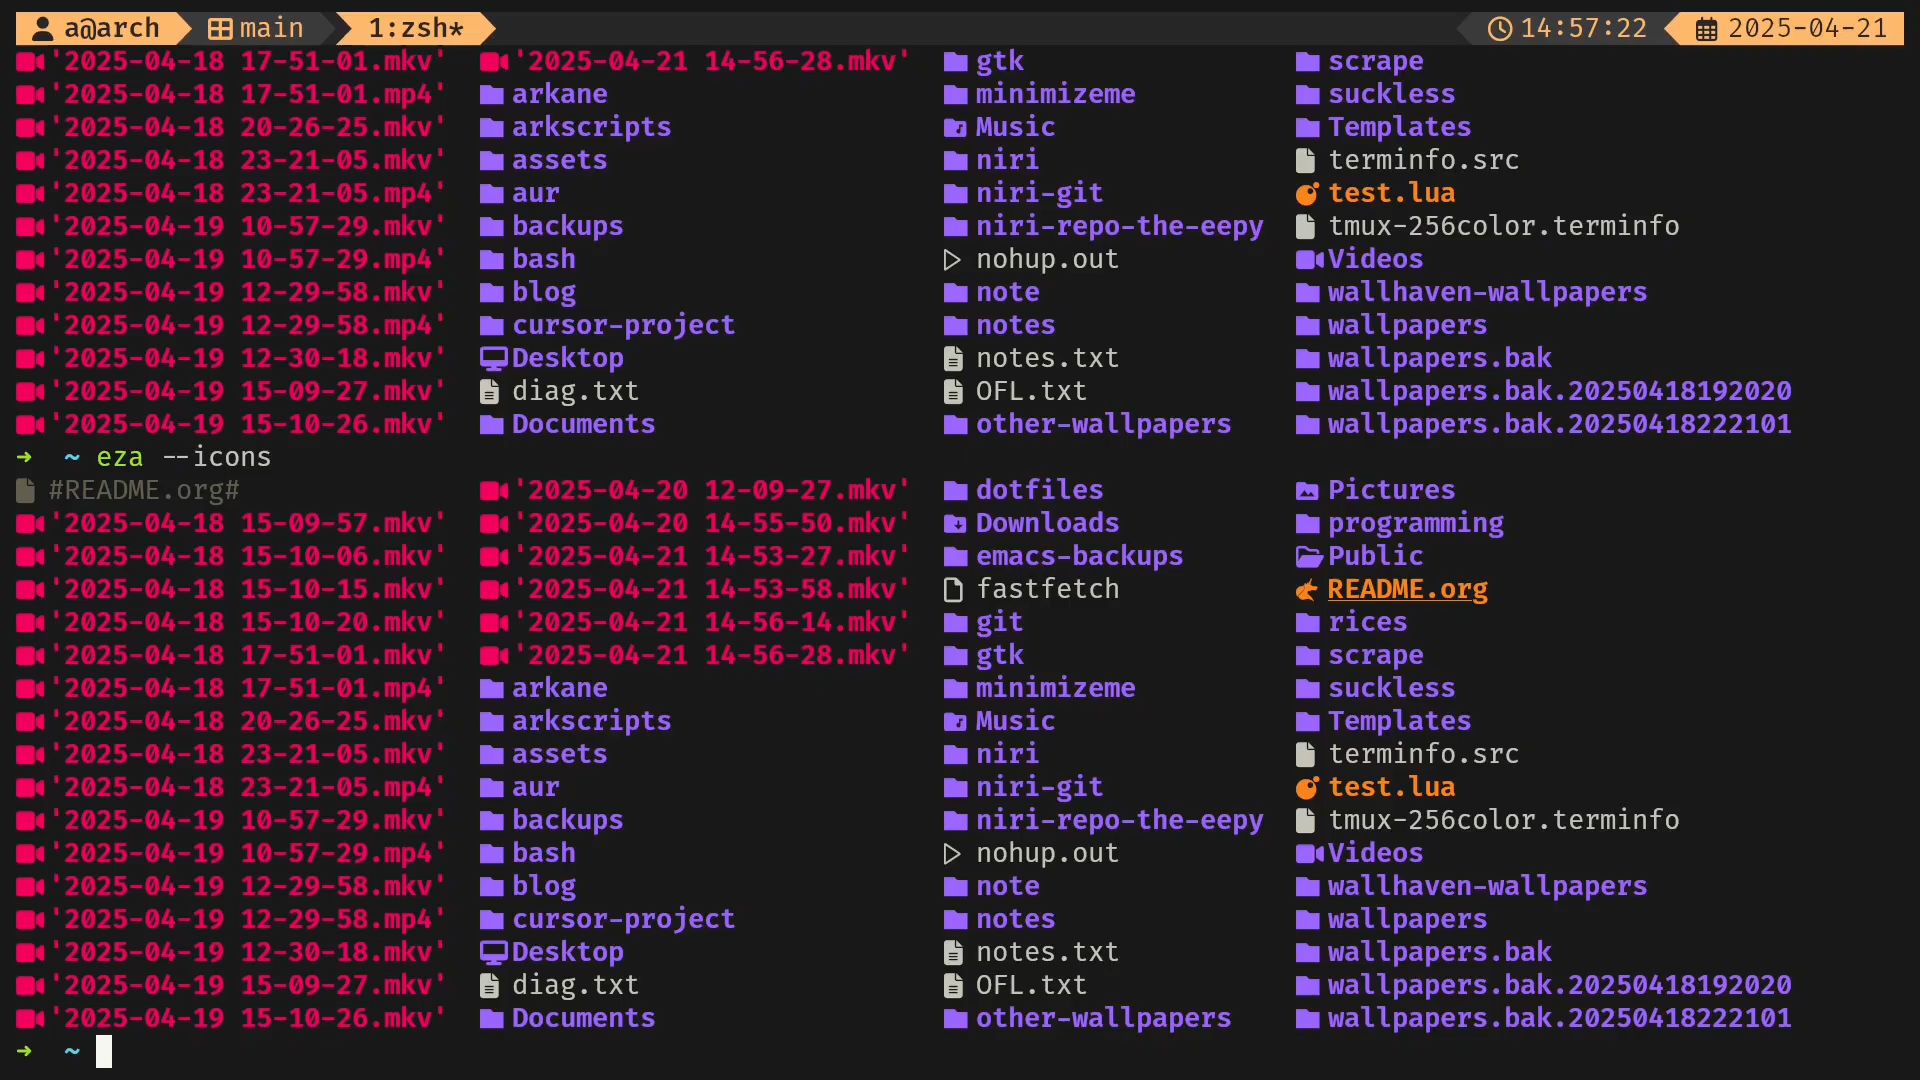 a@arch main 1:zsh* 14:57:22 2025-04-21
'2025-04-18 17-51-01.mkv' '2025-04-21 14-56-28.mkv' gtk scrape
'2025-04-18 17-51-01.mp4' arkane minimizeme suckless
'2025-04-18 20-26-25.mkv' arkscripts Music Templates
'2025-04-18 23-21-05.mkv' assets niri terminfo.src
'2025-04-18 23-21-05.mp4' aur niri-git test.lua
'2025-04-19 10-57-29.mkv' backups niri-repo-the-eepy tmux-256color.terminfo
'2025-04-19 10-57-29.mp4' bash nohup.out Videos
'2025-04-19 12-29-58.mkv' blog note wallhaven-wallpapers
'2025-04-19 12-29-58.mp4' cursor-project notes wallpapers
'2025-04-19 12-30-18.mkv' Desktop notes.txt wallpapers.bak
'2025-04-19 15-09-27.mkv' diag.txt OFL.txt wallpapers.bak.20250418192020
'2025-04-19 15-10-26.mkv' Documents other-wallpapers wallpapers.bak.20250418222101
➜ ~ eza --icons
#README.org# '2025-04-20 12-09-27.mkv' dotfiles Pictures
'2025-04-18 15-09-57.mkv' '2025-04-20 14-55-50.mkv' Downloads programming
'2025-04-18 15-10-06.mkv' '2025-04-21 14-53-27.mkv' emacs-backups Public
'2025-04-18 15-10-15.mkv' '2025-04-21 14-53-58.mkv' fastfetch README.org
'2025-04-18 15-10-20.mkv' '2025-04-21 14-56-14.mkv' git rices
'2025-04-18 17-51-01.mkv' '2025-04-21 14-56-28.mkv' gtk scrape
'2025-04-18 17-51-01.mp4' arkane minimizeme suckless
'2025-04-18 20-26-25.mkv' arkscripts Music Templates
'2025-04-18 23-21-05.mkv' assets niri terminfo.src
'2025-04-18 23-21-05.mp4' aur niri-git test.lua
'2025-04-19 10-57-29.mkv' backups niri-repo-the-eepy tmux-256color.terminfo
'2025-04-19 10-57-29.mp4' bash nohup.out Videos
'2025-04-19 12-29-58.mkv' blog note wallhaven-wallpapers
'2025-04-19 12-29-58.mp4' cursor-project notes wallpapers
'2025-04-19 12-30-18.mkv' Desktop notes.txt wallpapers.bak
'2025-04-19 15-09-27.mkv' diag.txt OFL.txt wallpapers.bak.20250418192020
'2025-04-19 15-10-26.mkv' Documents other-wallpapers wallpapers.bak.20250418222101
➜ ~